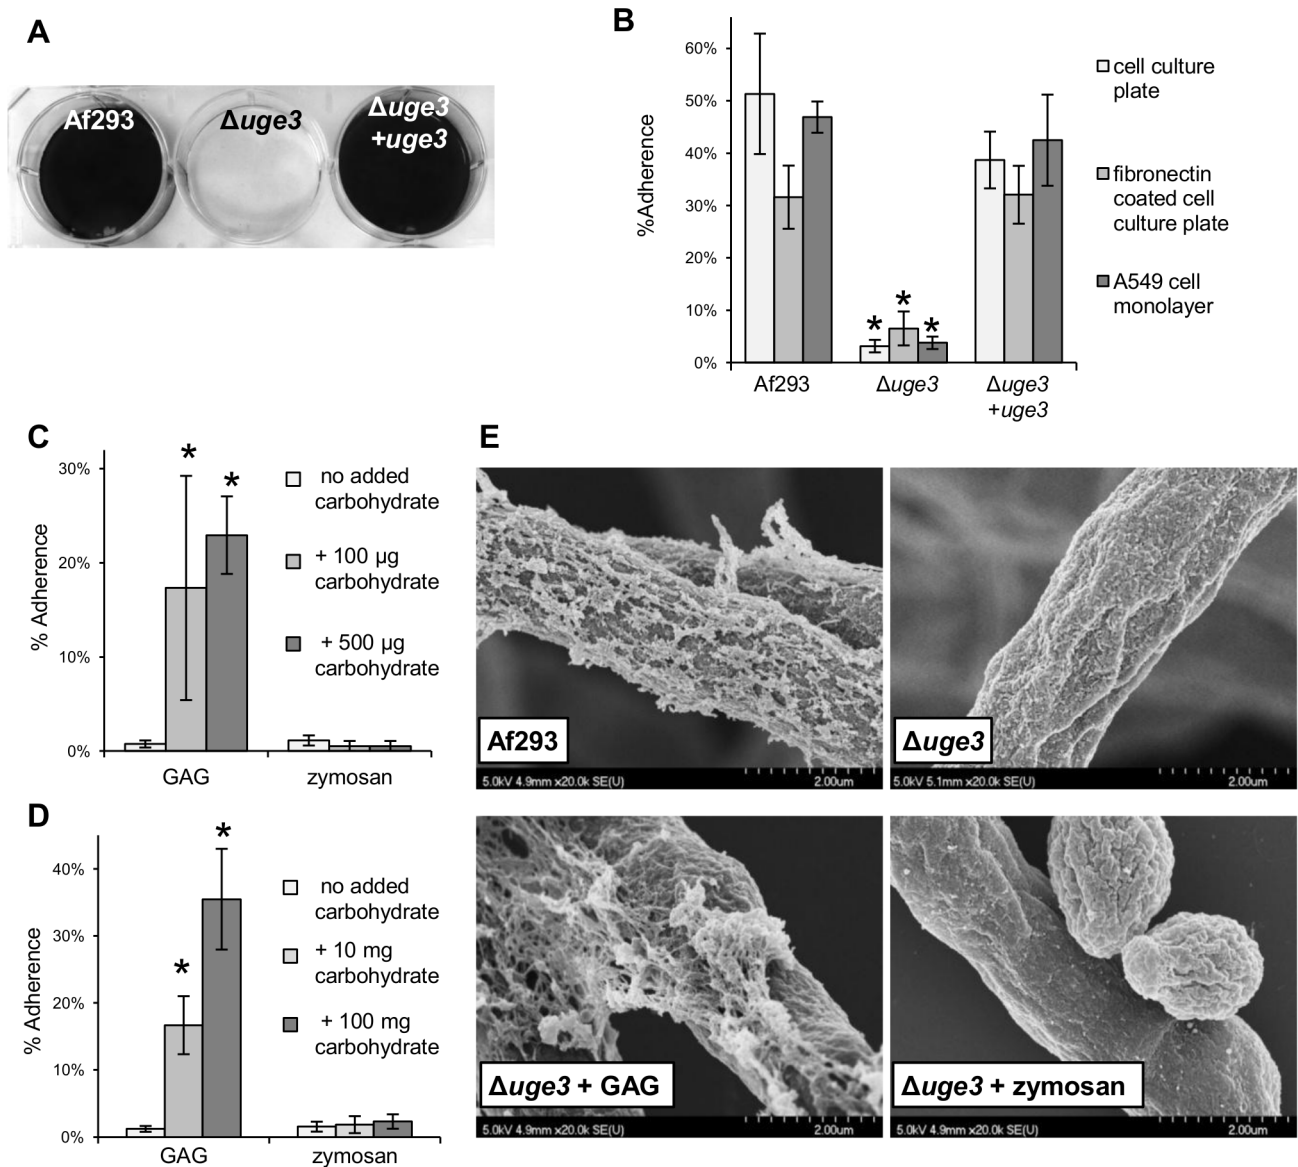 A
Af293
Δuge3
Δuge3
+uge3
B
%Adherence
60%
50%
40%
30%
20%
10%
0%
Af293
Δuge3
Δuge3
+uge3
*
*
*
cell culture
plate
fibronectin
coated cell
culture plate
A549 cell
monolayer
C
% Adherence
30%
20%
10%
0%
*
*
GAG
zymosan
no added
carbohydrate
+ 100 µg
carbohydrate
+ 500 µg
carbohydrate
D
% Adherence
40%
30%
20%
10%
0%
*
*
GAG
zymosan
no added
carbohydrate
+ 10 mg
carbohydrate
+ 100 mg
carbohydrate
E
Af293
5.0kV 4.9mm x20.0k SE(U) 2.00um
Δuge3
5.0kV 5.1mm x20.0k SE(U) 2.00um
Δuge3 + GAG
5.0kV 4.9mm x20.0k SE(U) 2.00um
Δuge3 + zymosan
5.0kV 4.9mm x20.0k SE(U) 2.00um